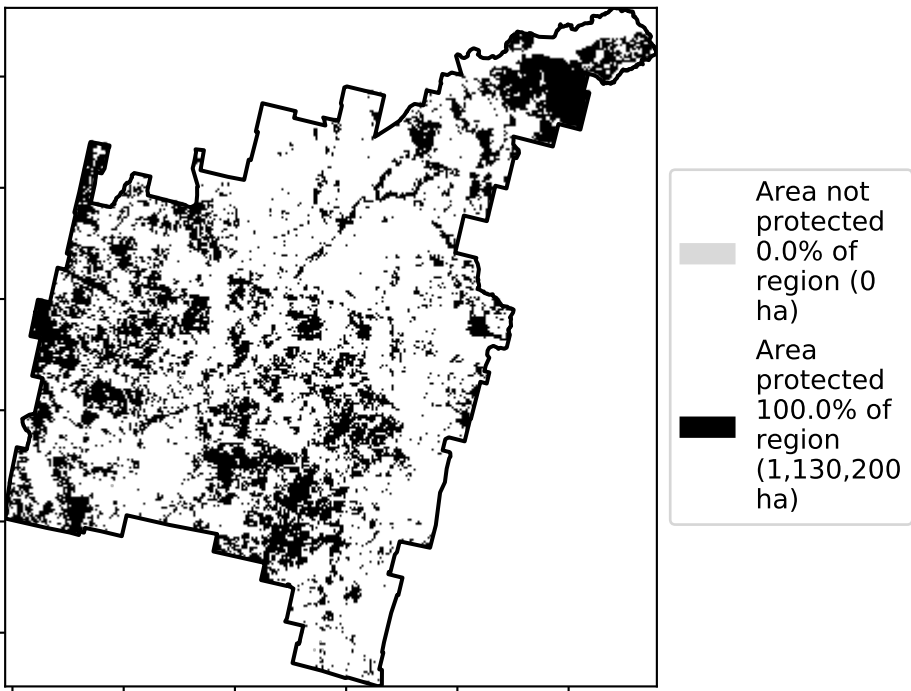 Area not
protected
0.0% of
region (0
ha)
Area
protected
100.0% of
region
(1,130,200
ha)